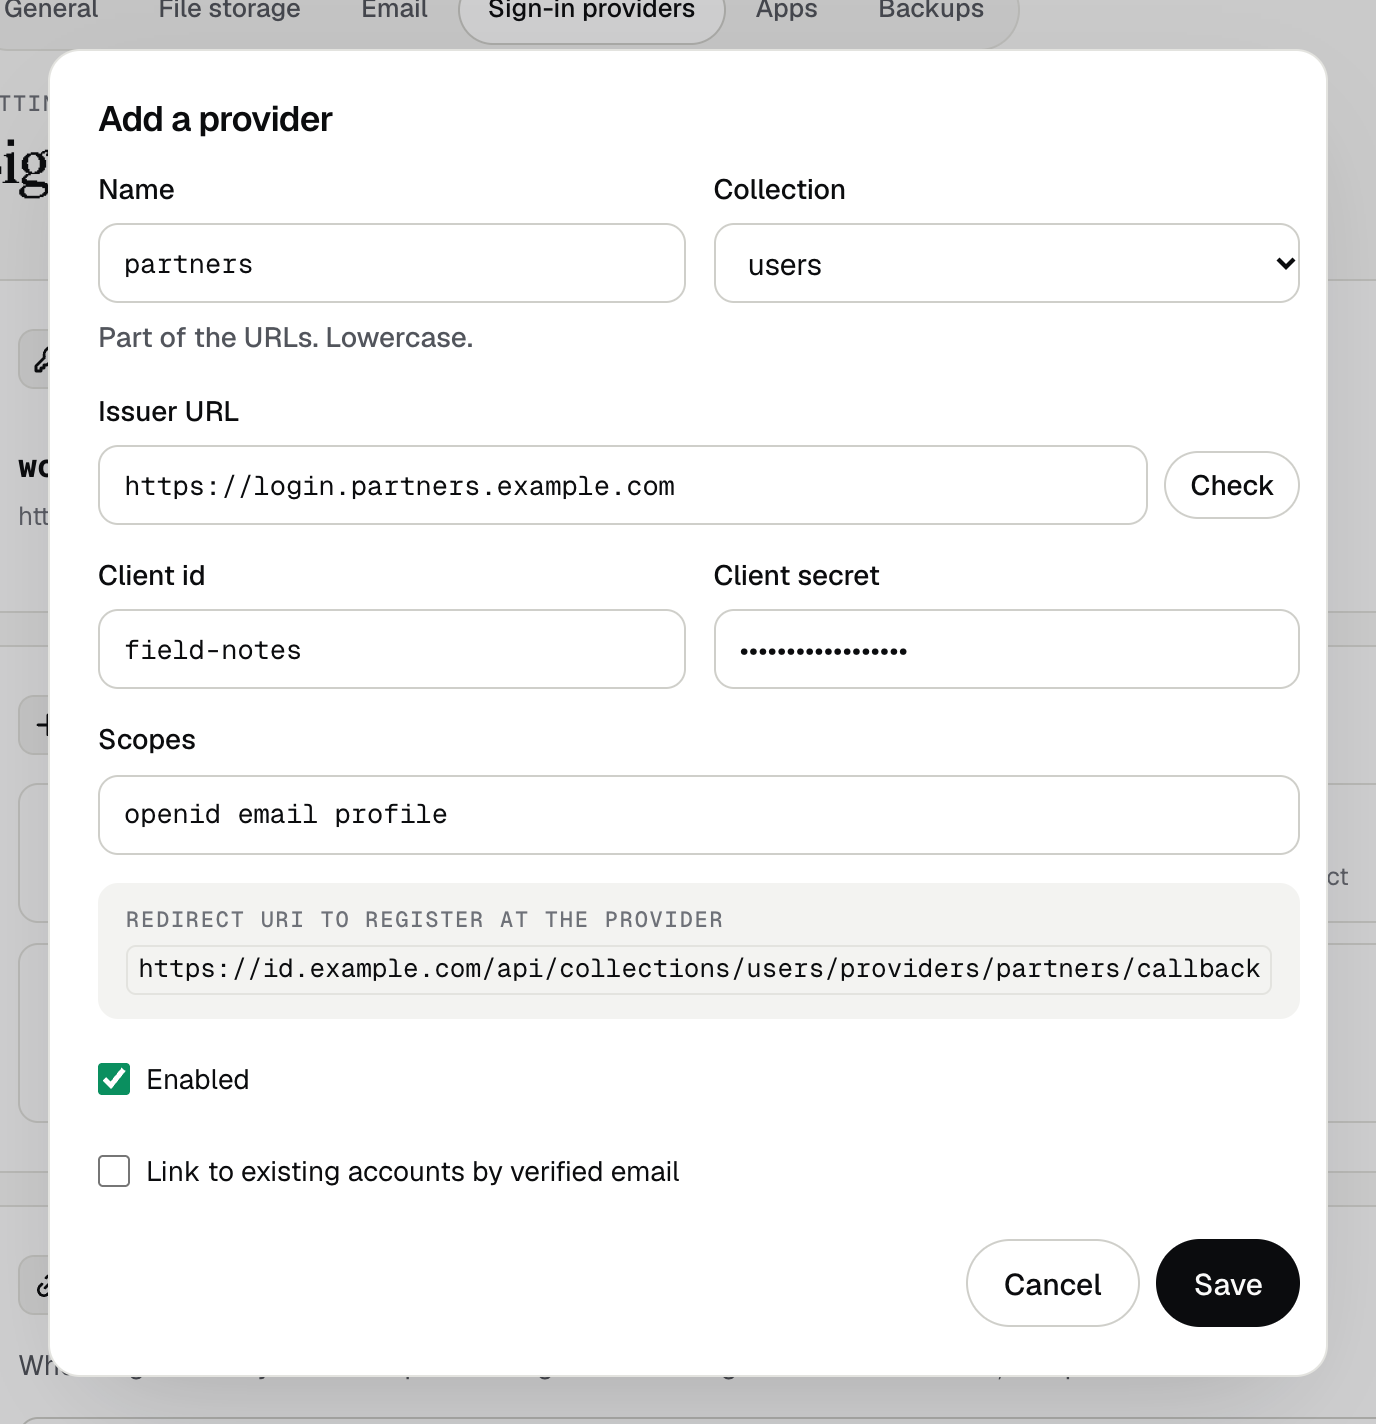 General File storage Email Sign-in providers Apps Backups
Add a provider
Name
Collection
partners
users
Part of the URLs. Lowercase.
Issuer URL
https://login.partners.example.com
Check
Client id
Client secret
field-notes
••••••••••••••••••
Scopes
openid email profile
REDIRECT URI TO REGISTER AT THE PROVIDER
https://id.example.com/api/collections/users/providers/partners/callback
Enabled
Link to existing accounts by verified email
Cancel
Save